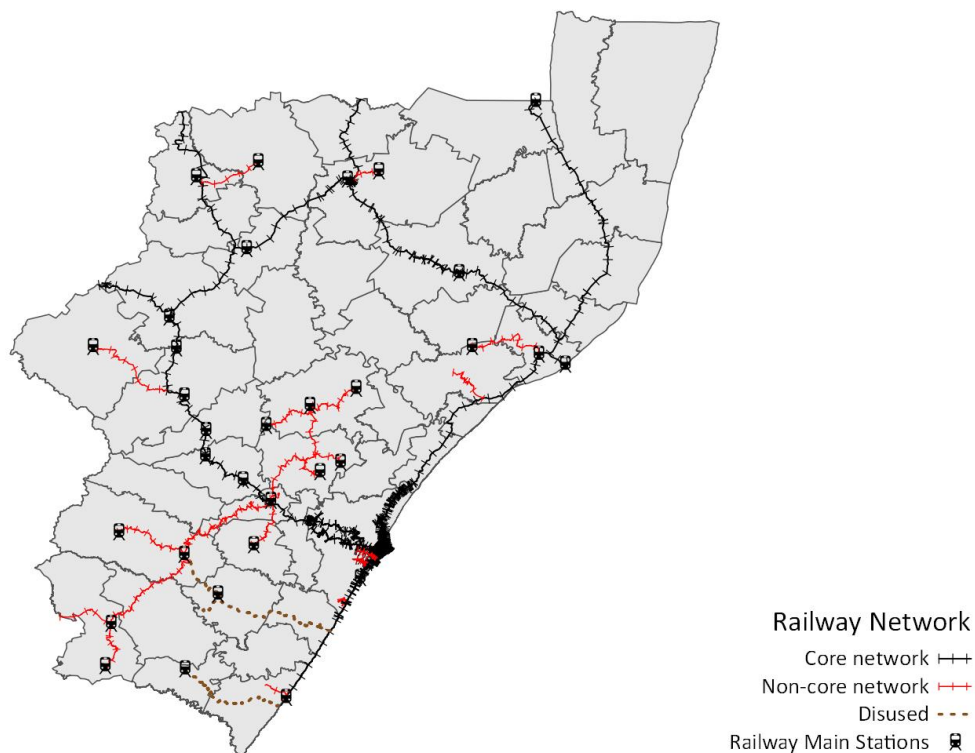 Railway Network
Core network
Non-core network
Disused
Railway Main Stations